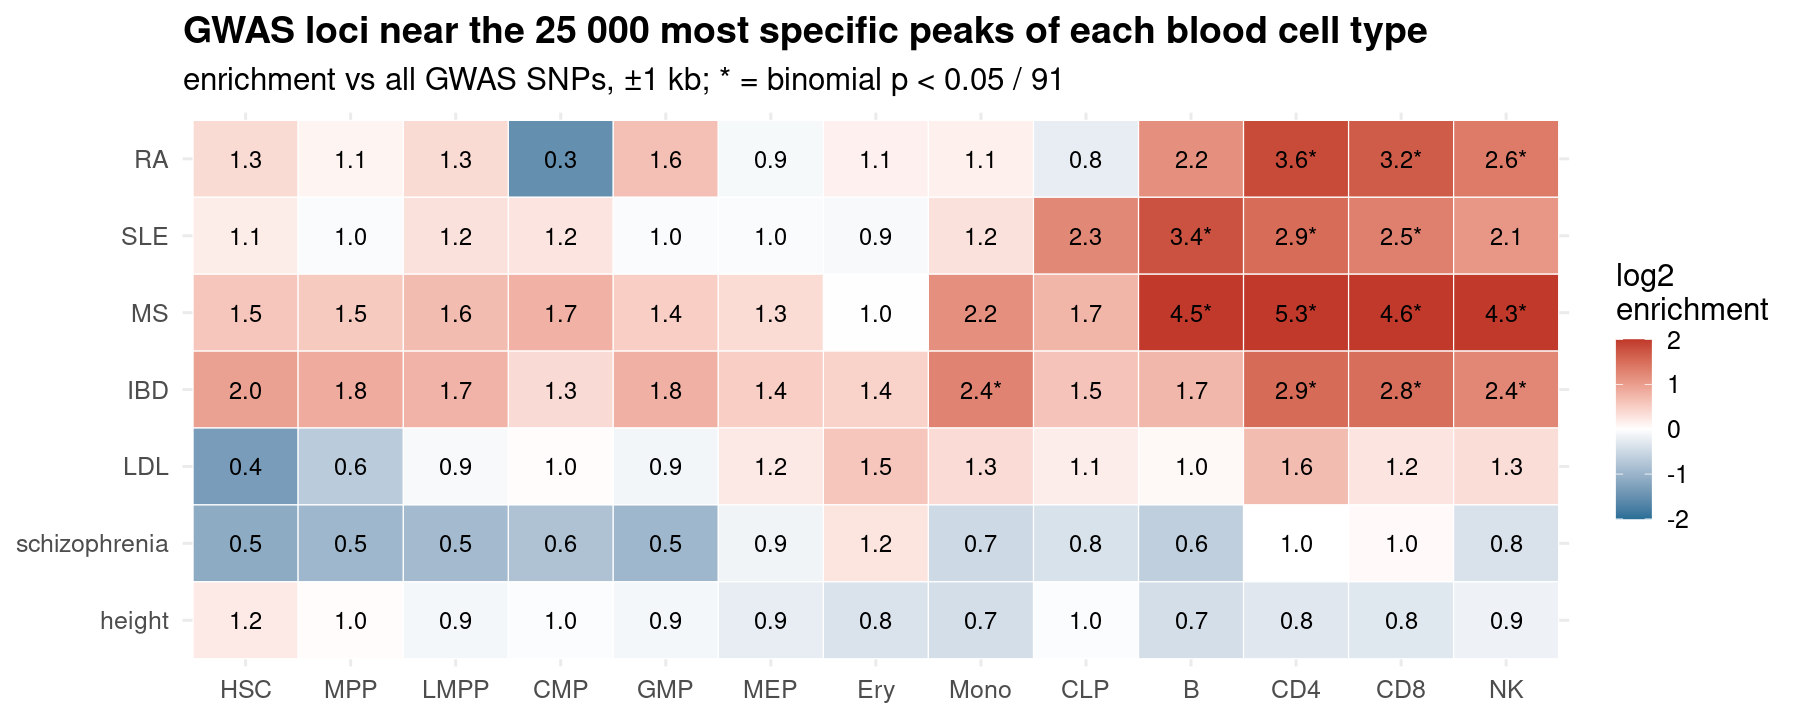 GWAS loci near the 25 000 most specific peaks of each blood cell type
enrichment vs all GWAS SNPs, ±1 kb; * = binomial p < 0.05 / 91
RA 1.3 1.1 1.3 0.3 1.6 0.9 1.1 1.1 0.8 2.2 3.6* 3.2* 2.6*
SLE 1.1 1.0 1.2 1.2 1.0 1.0 0.9 1.2 2.3 3.4* 2.9* 2.5* 2.1
MS 1.5 1.5 1.6 1.7 1.4 1.3 1.0 2.2 1.7 4.5* 5.3* 4.6* 4.3*
IBD 2.0 1.8 1.7 1.3 1.8 1.4 1.4 2.4* 1.5 1.7 2.9* 2.8* 2.4*
LDL 0.4 0.6 0.9 1.0 0.9 1.2 1.5 1.3 1.1 1.0 1.6 1.2 1.3
schizophrenia 0.5 0.5 0.5 0.6 0.5 0.9 1.2 0.7 0.8 0.6 1.0 1.0 0.8
height 1.2 1.0 0.9 1.0 0.9 0.9 0.8 0.7 1.0 0.7 0.8 0.8 0.9
HSC MPP LMPP CMP GMP MEP Ery Mono CLP B CD4 CD8 NK
log2
enrichment
2
1
0
-1
-2